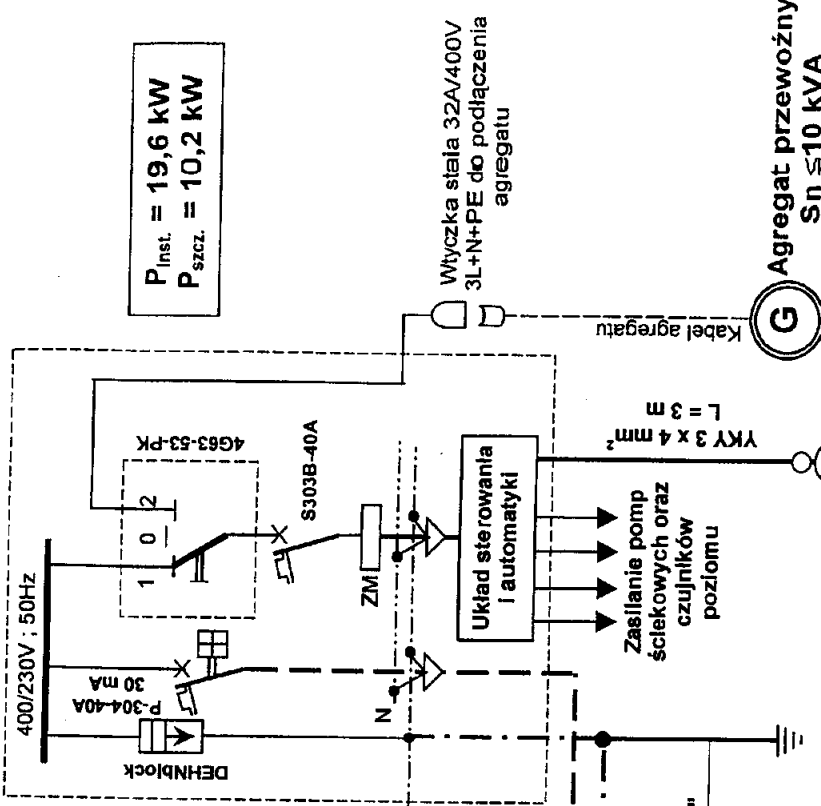 P inst. = 19,6 kW
P szcz. = 10,2 kW
400/230V ; 50Hz
DEHNblock
P-304-40A
30 mA
1 0 2
4G63-53-PK
S303B-40A
ZM
N
Układ sterowania
i automatyki
Zasilanie pomp
ściekowych oraz
czujników
poziomu
YKY 3 x 4 mm²
L = 3 m
Wtyczka stała 32A/400V
3L+N+PE do podłączenia
agregatu
Kabel agregatu
G
Agregat przewoźny
Sn ≤10 kVA